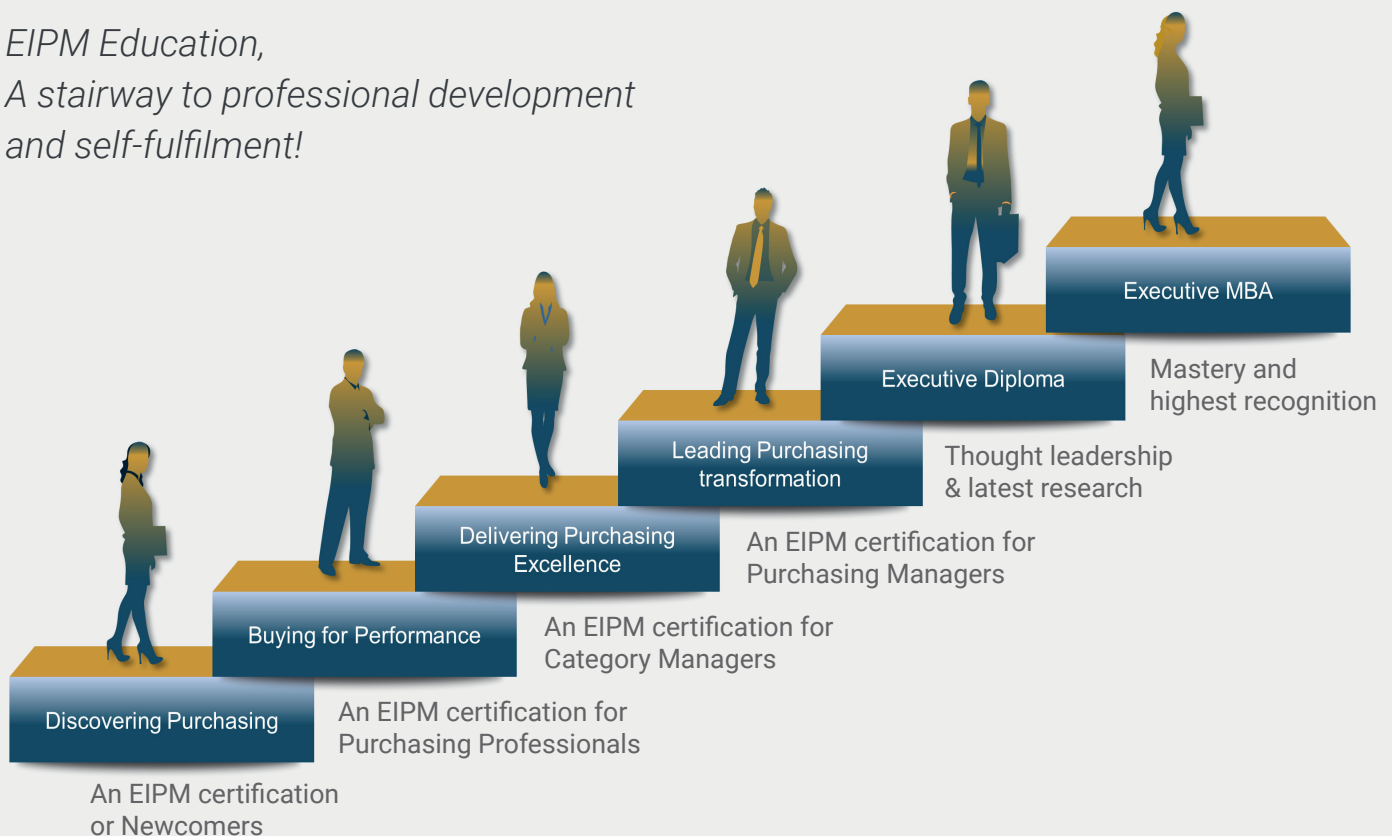 EIPM Education,
A stairway to professional development
and self-fulfilment!
Executive MBA
Mastery and
highest recognition
Executive Diploma
Thought leadership
& latest research
Leading Purchasing
transformation
An EIPM certification for
Purchasing Managers
Delivering Purchasing
Excellence
An EIPM certification for
Category Managers
Buying for Performance
An EIPM certification for
Purchasing Professionals
Discovering Purchasing
An EIPM certification
or Newcomers